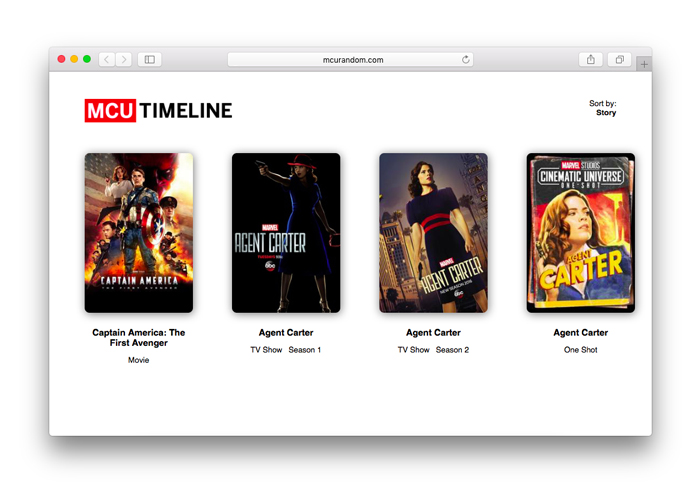 mcurandom.com
MCU TIMELINE
Sort by:
Story
CAPTAIN AMERICA
THE FIRST AVENGER
MARVEL
AGENT CARTER
abc
MARVEL
AGENT CARTER
NEW SEASON 2016
abc
MARVEL STUDIOS
CINEMATIC UNIVERSE
ONE-SHOT
AGENT
CARTER
Captain America: The
First Avenger
Movie
Agent Carter
TV Show Season 1
Agent Carter
TV Show Season 2
Agent Carter
One Shot